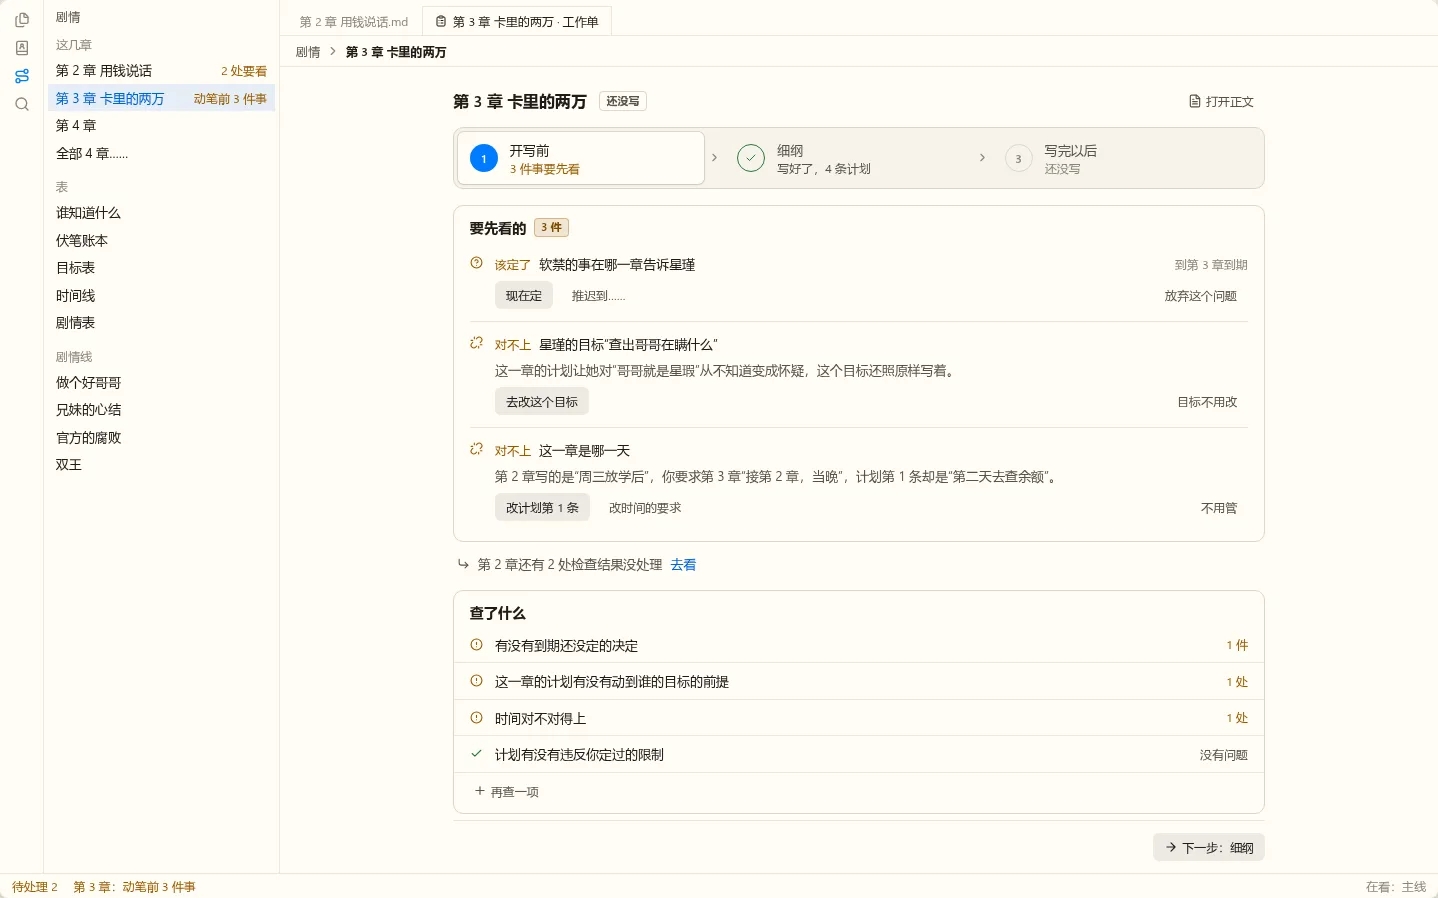 剧情
这几章
第 2 章 用钱说话
2 处要看
第 3 章 卡里的两万
动笔前 3 件事
第 4 章
全部 4 章......
表
谁知道什么
伏笔账本
目标表
时间线
剧情表
剧情线
做个好哥哥
兄妹的心结
官方的腐败
双王
第 2 章 用钱说话.md
第 3 章 卡里的两万 · 工作单
剧情 > 第 3 章 卡里的两万
第 3 章 卡里的两万
还没写
打开正文
1
开写前
3 件事要先看
细纲
写好了，4 条计划
3
写完以后
还没写
要先看的
3 件
该定了 软禁的事在哪一章告诉星瑾
到第 3 章到期
现在定
推迟到......
放弃这个问题
对不上 星瑾的目标“查出哥哥在瞒什么”
这一章的计划让她对“哥哥就是星瑕”从不知道变成怀疑，这个目标还照原样写着。
去改这个目标
目标不用改
对不上 这一章是哪一天
第 2 章写的是“周三放学后”，你要求第 3 章“接第 2 章，当晚”，计划第 1 条却是“第二天去查余额”。
改计划第 1 条
改时间的要求
不用管
第 2 章还有 2 处检查结果没处理 去看
查了什么
有没有到期还没定的决定
1 件
这一章的计划有没有动到谁的目标的前提
1 处
时间对不对得上
1 处
计划有没有违反你定过的限制
没有问题
再查一项
下一步：细纲
待处理 2
第 3 章：动笔前 3 件事
在看：主线